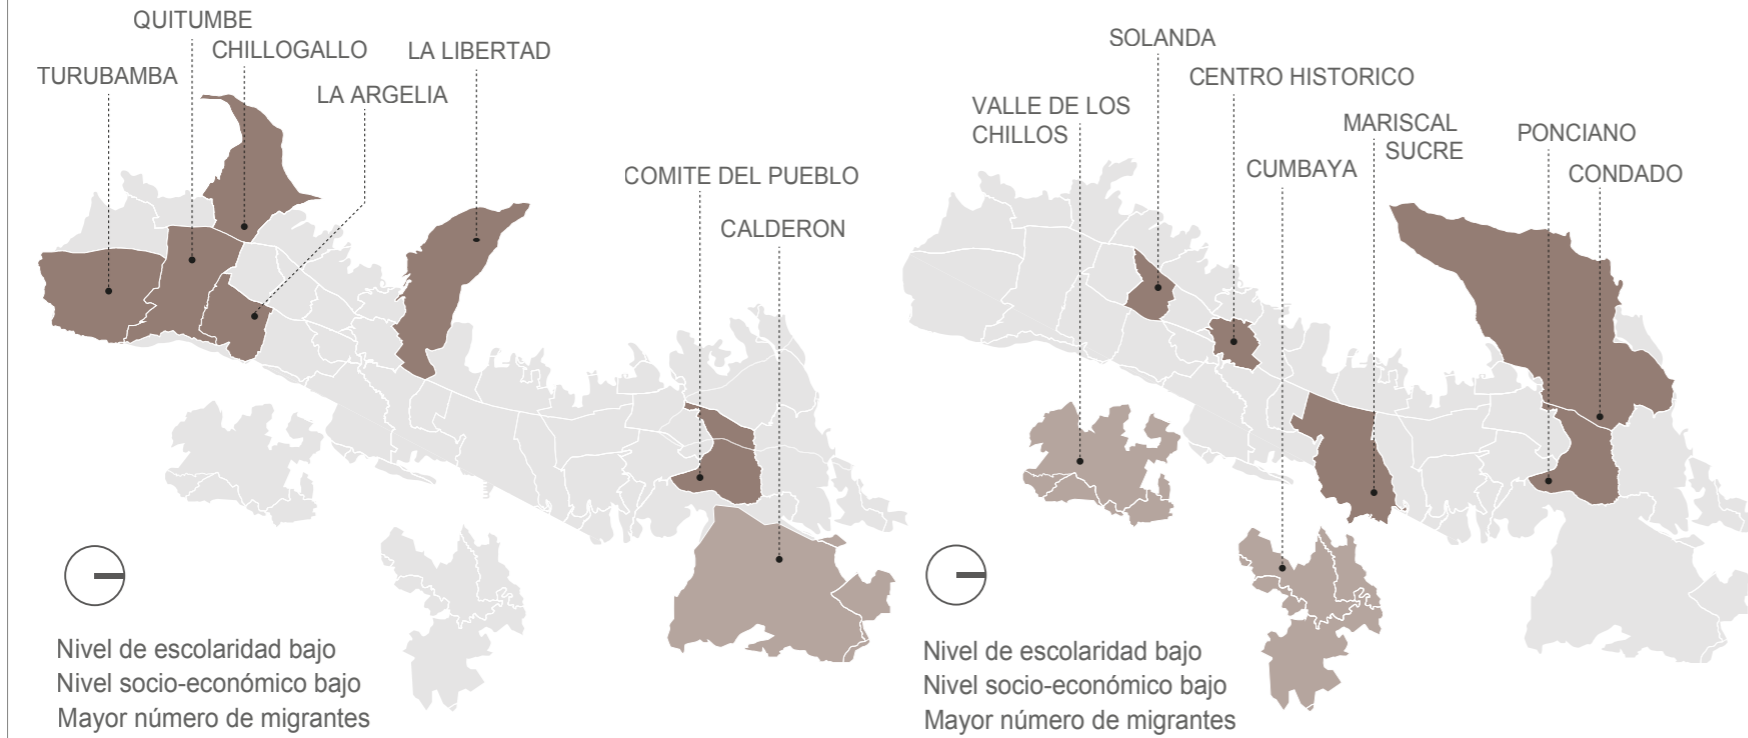 QUITUMBE
CHILLOGALLO
LA LIBERTAD
TURUBAMBA
LA ARGELIA
COMITE DEL PUEBLO
CALDERON
Nivel de escolaridad bajo
Nivel socio-económico bajo
Mayor número de migrantes
SOLANDA
CENTRO HISTORICO
VALLE DE LOS
CHILLOS
MARISCAL
SUCRE
PONCIANO
CUMBAYA
CONDADO
Nivel de escolaridad bajo
Nivel socio-económico bajo
Mayor número de migrantes